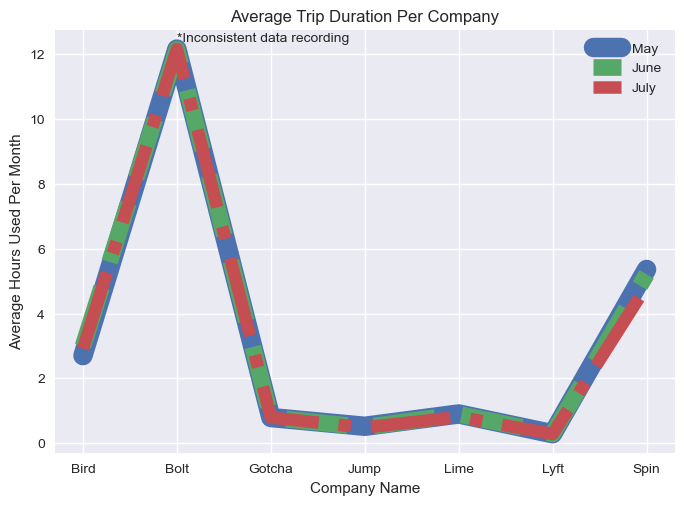 Average Trip Duration Per Company
*Inconsistent data recording
May
June
July
Average Hours Used Per Month
12
10
8
6
4
2
0
Bird Bolt Gotcha Jump Lime Lyft Spin
Company Name